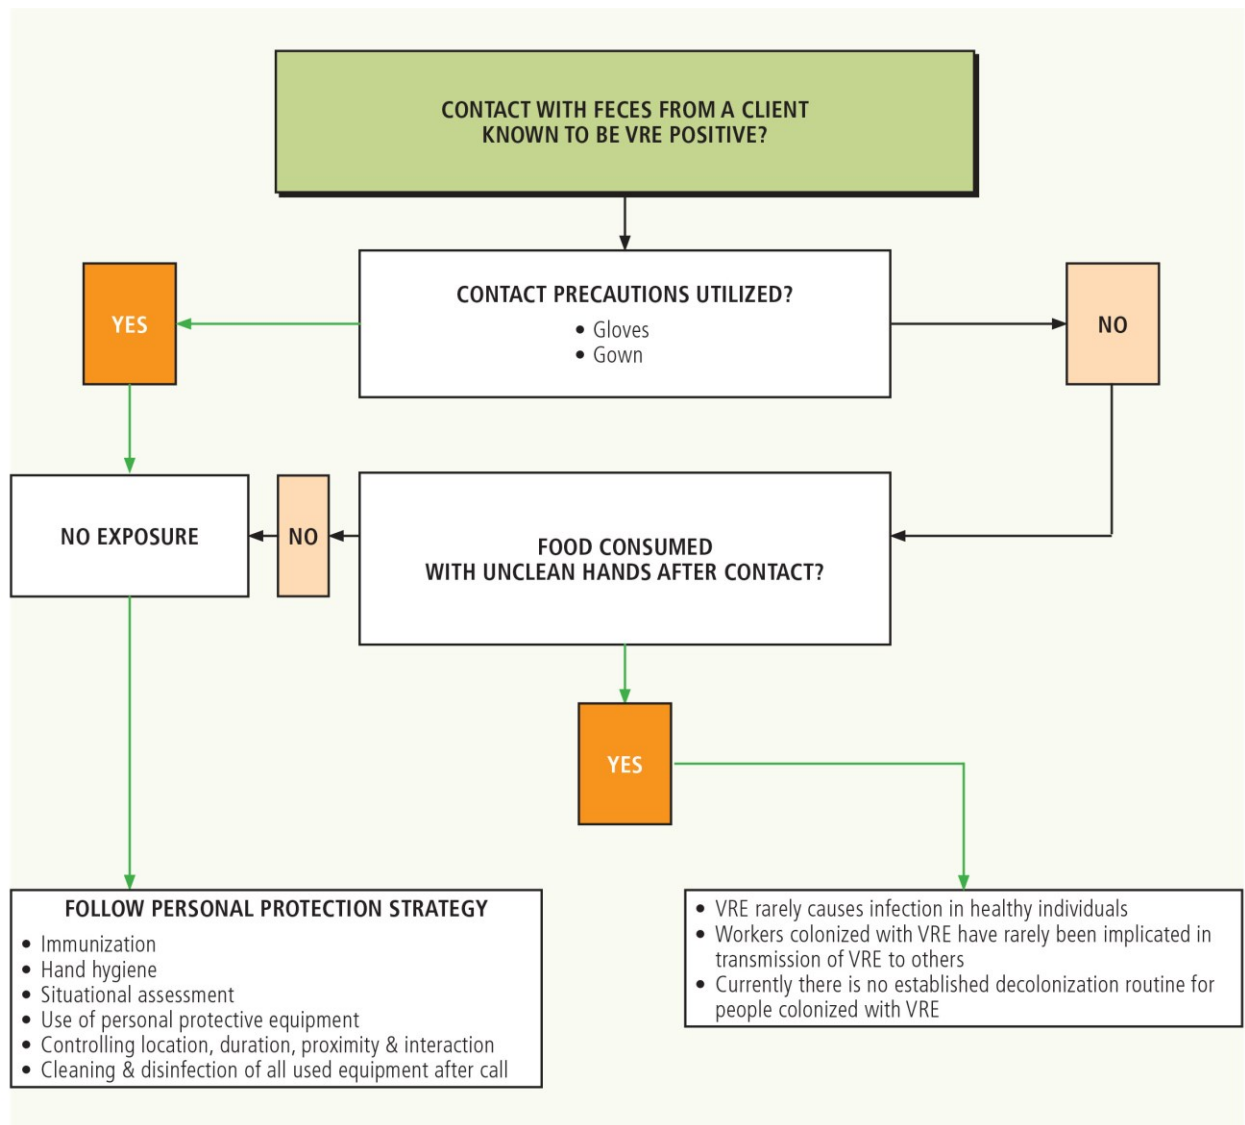 CONTACT WITH FECES FROM A CLIENT
KNOWN TO BE VRE POSITIVE?
YES
CONTACT PRECAUTIONS UTILIZED?
• Gloves
• Gown
NO
NO EXPOSURE
NO
FOOD CONSUMED
WITH UNCLEAN HANDS AFTER CONTACT?
YES
FOLLOW PERSONAL PROTECTION STRATEGY
• Immunization
• Hand hygiene
• Situational assessment
• Use of personal protective equipment
• Controlling location, duration, proximity & interaction
• Cleaning & disinfection of all used equipment after call
• VRE rarely causes infection in healthy individuals
• Workers colonized with VRE have rarely been implicated in
transmission of VRE to others
• Currently there is no established decolonization routine for
people colonized with VRE